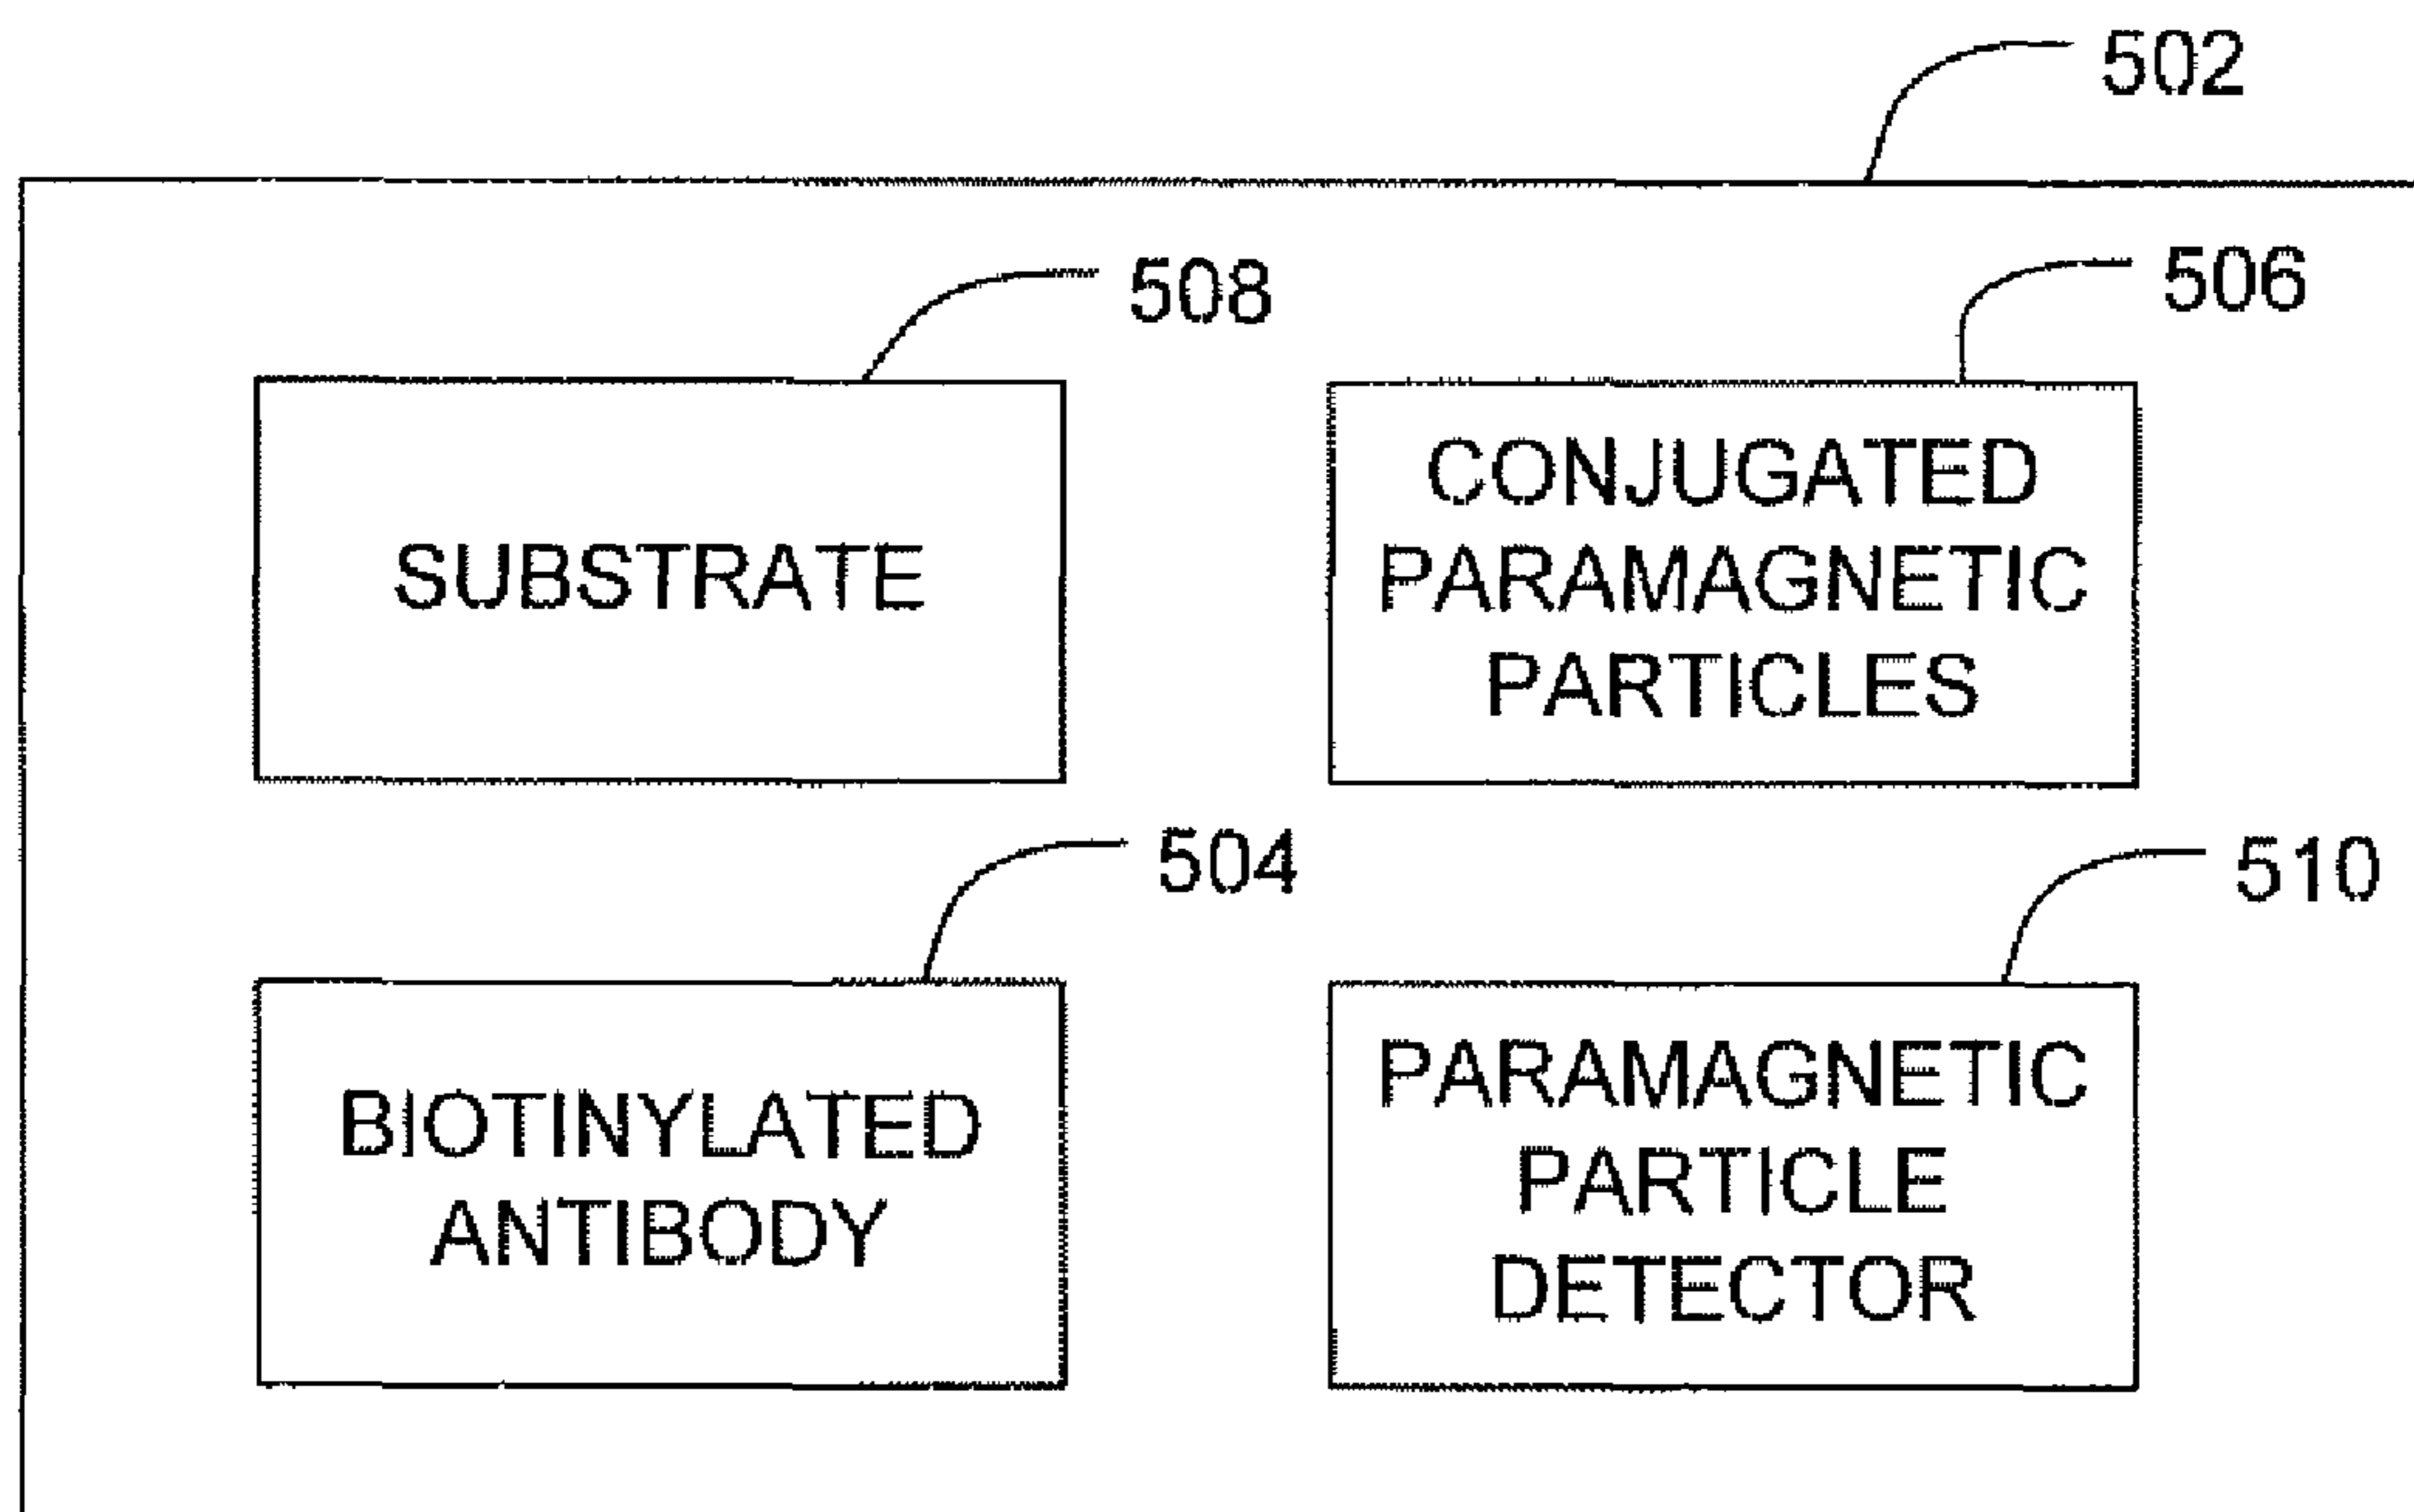 502
508
506
SUBSTRATE
CONJUGATED
PARAMAGNETIC
PARTICLES
504
510
BIOTINYLATED
ANTIBODY
PARAMAGNETIC
PARTICLE
DETECTOR